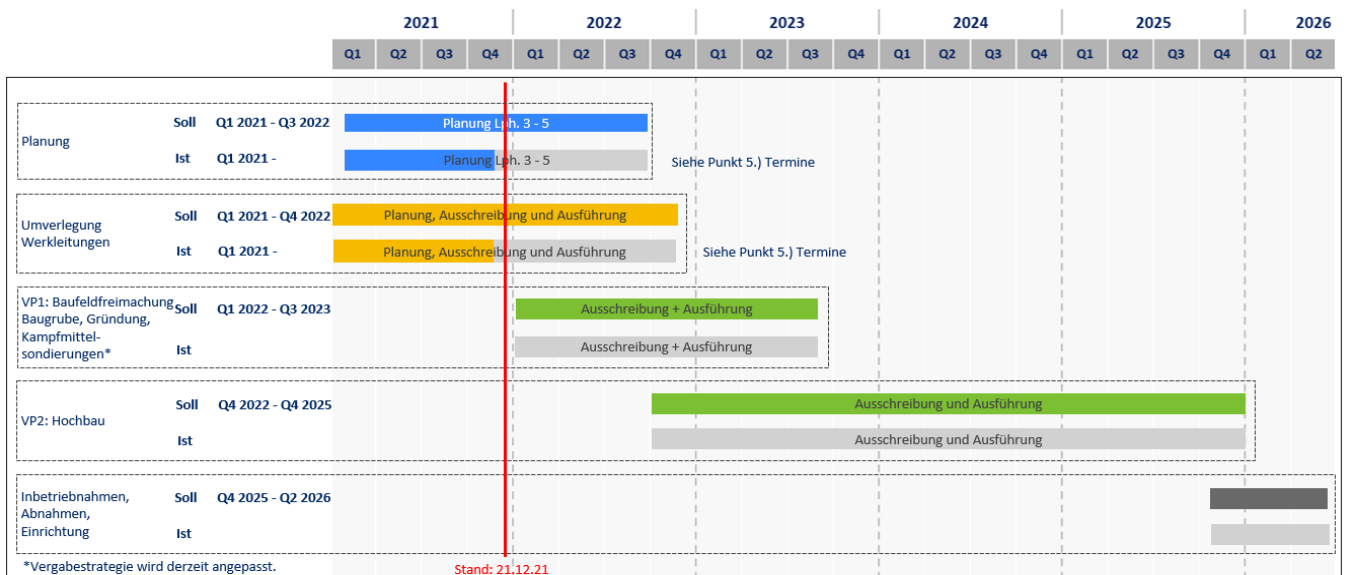 2021 2022 2023 2024 2025 2026
Q1 Q2 Q3 Q4 Q1 Q2 Q3 Q4 Q1 Q2 Q3 Q4 Q1 Q2 Q3 Q4 Q1 Q2 Q3 Q4 Q1 Q2
Planung
Soll Q1 2021 - Q3 2022 Planung Lph. 3 - 5
Ist Q1 2021 - Planung Lph. 3 - 5 Siehe Punkt 5.) Termine
Umverlegung
Werkleitungen
Soll Q1 2021 - Q4 2022 Planung, Ausschreibung und Ausführung
Ist Q1 2021 - Planung, Ausschreibung und Ausführung Siehe Punkt 5.) Termine
VP1: Baufeldfreimachung
Baugrube, Gründung,
Kampfmittel-
sondierungen*
Soll Q1 2022 - Q3 2023 Ausschreibung + Ausführung
Ist Ausschreibung + Ausführung
VP2: Hochbau
Soll Q4 2022 - Q4 2025 Ausschreibung und Ausführung
Ist Ausschreibung und Ausführung
Inbetriebnahmen,
Abnahmen,
Einrichtung
Soll Q4 2025 - Q2 2026
Ist
*Vergabestrategie wird derzeit angepasst.
Stand: 21.12.21